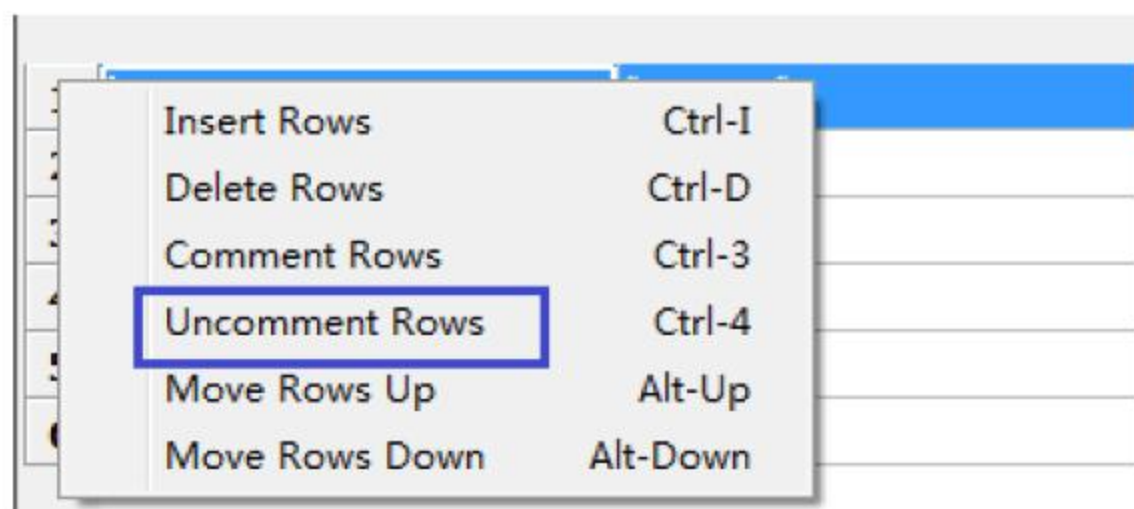 Insert Rows Ctrl-I
Delete Rows Ctrl-D
Comment Rows Ctrl-3
Uncomment Rows Ctrl-4
Move Rows Up Alt-Up
Move Rows Down Alt-Down